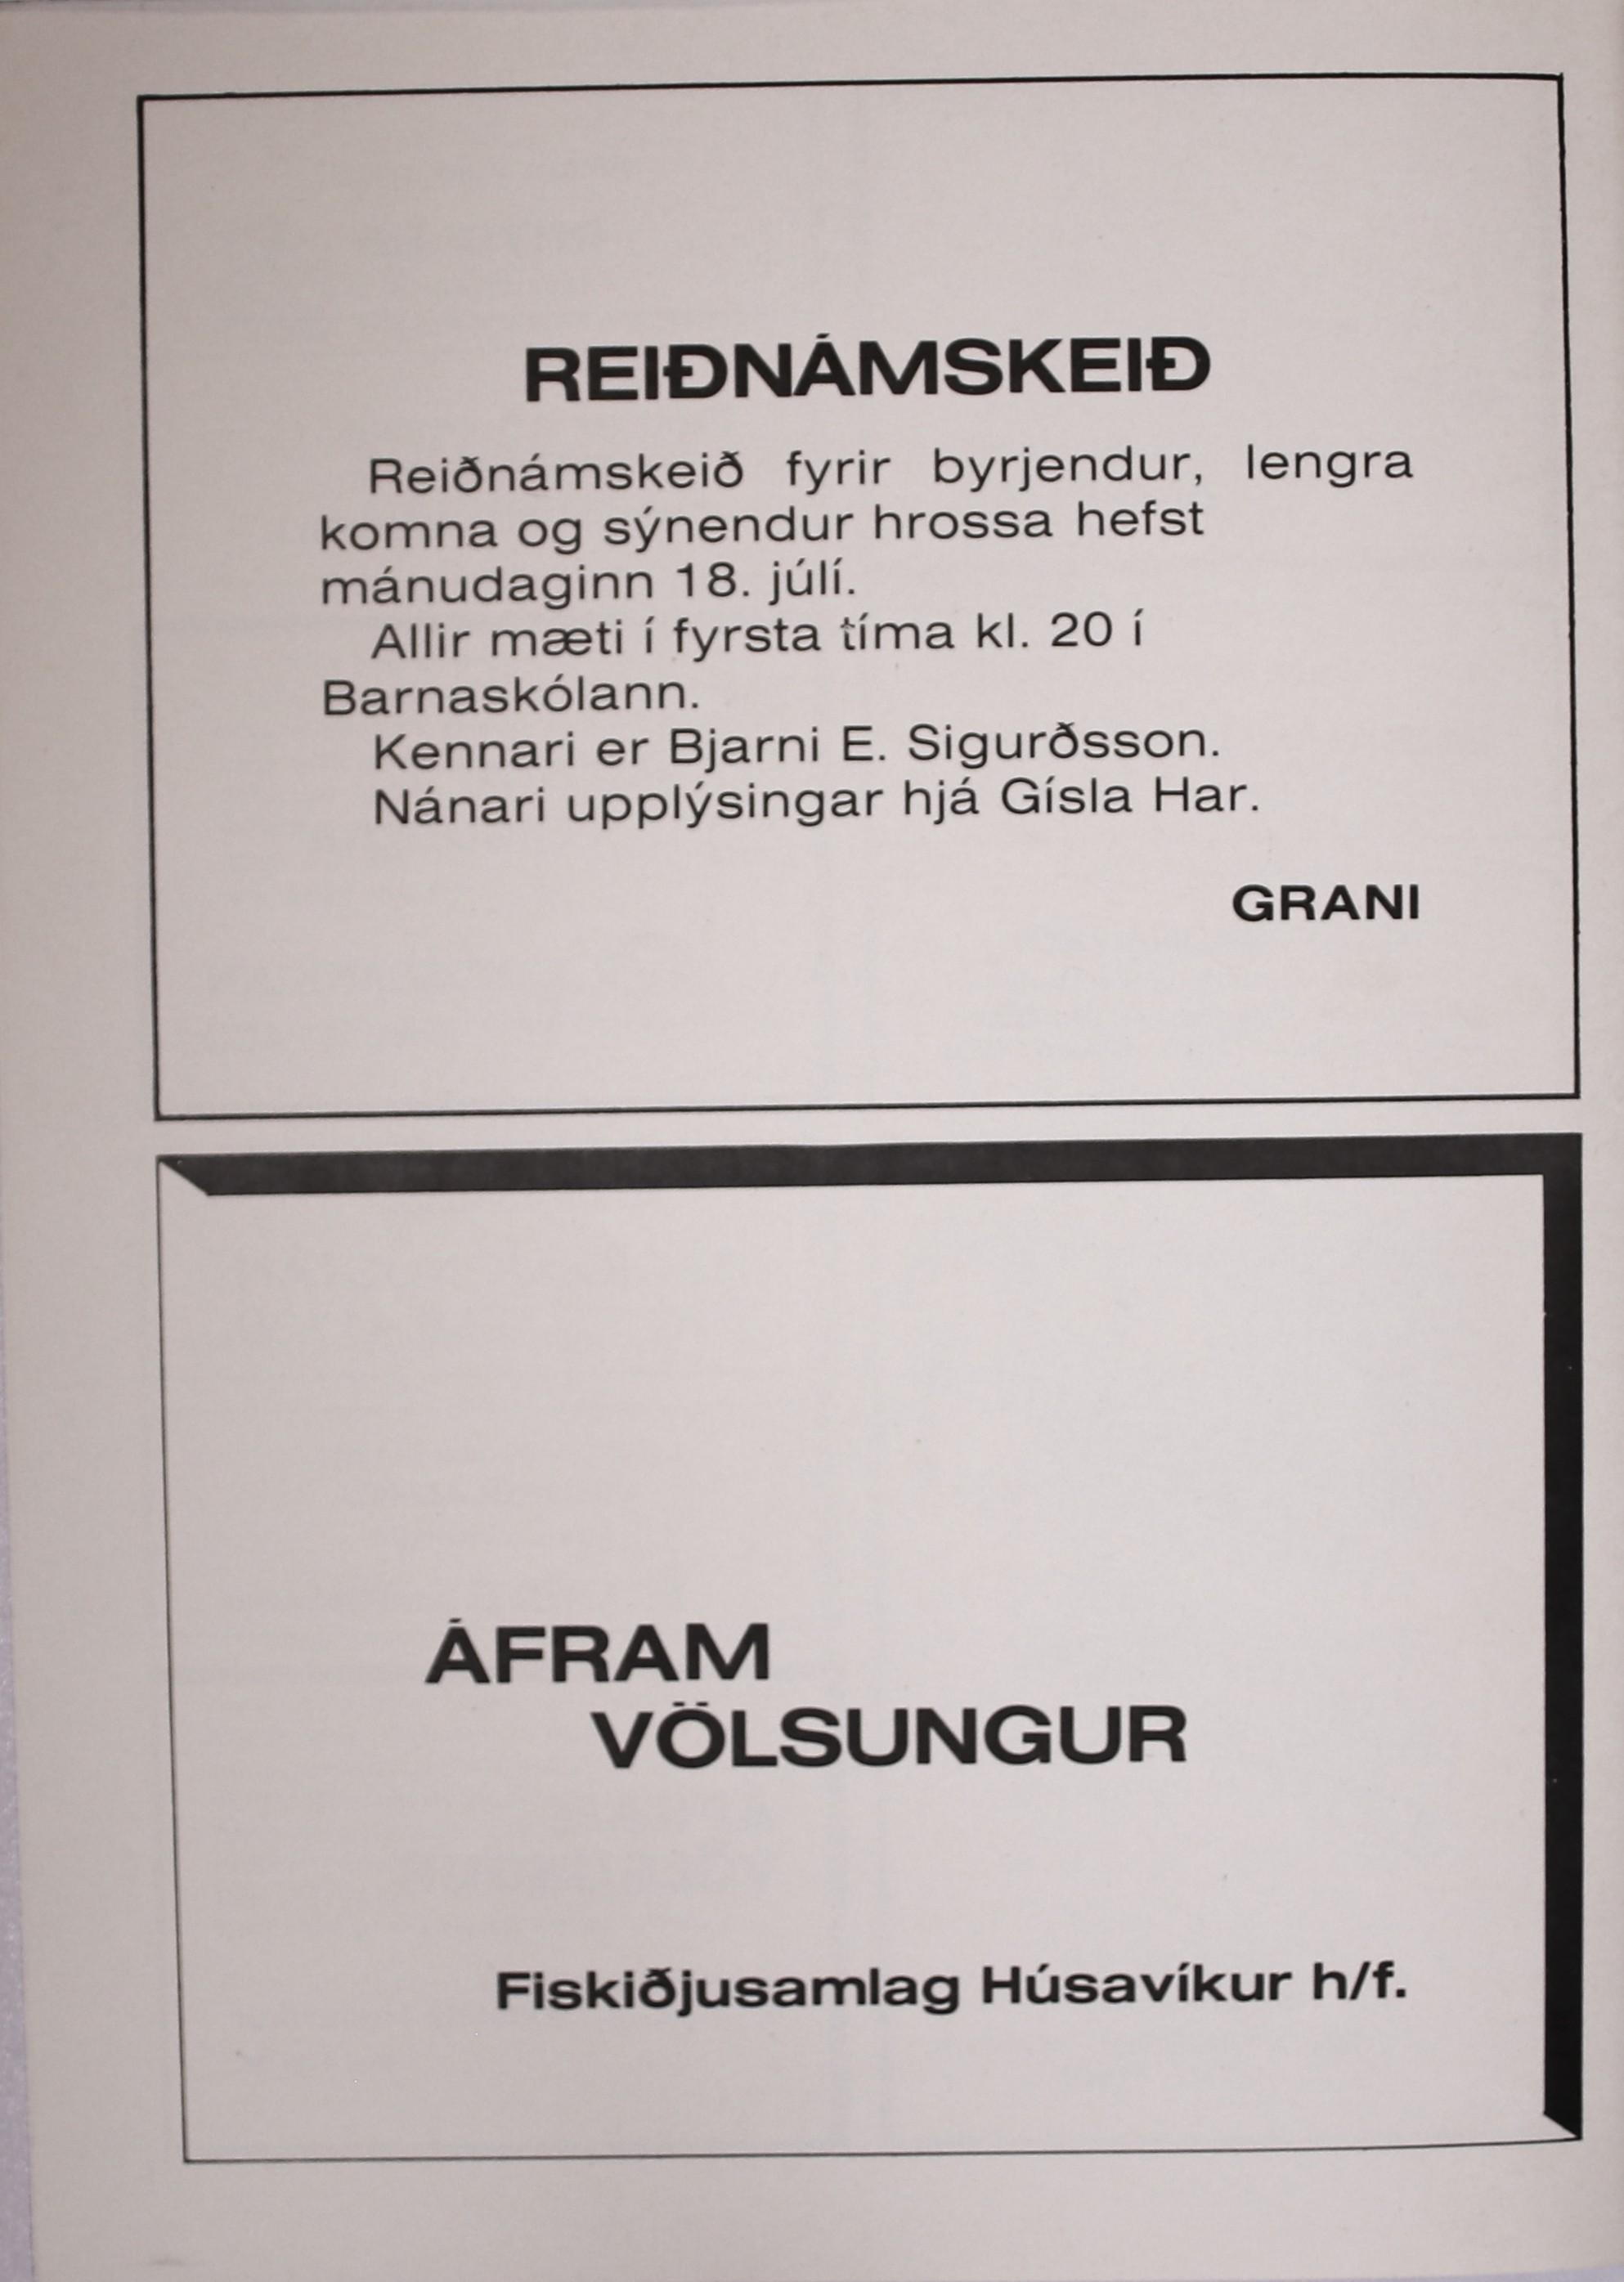 REIÐNÁMSKEIÐ
Reiðnámskeið fyrir byrjendur, lengra
komna og sýnendur hrossa hefst
mánudaginn 18. júlí.
Allir mæti í fyrsta tíma kl. 20 í
Barnaskólann.
Kennari er Bjarni E. Sigurðsson.
Nánari upplýsingar hjá Gísla Har.
GRANI
ÁFRAM
VÖLSUNGUR
Fiskiðjusamlag Húsavíkur h/f.